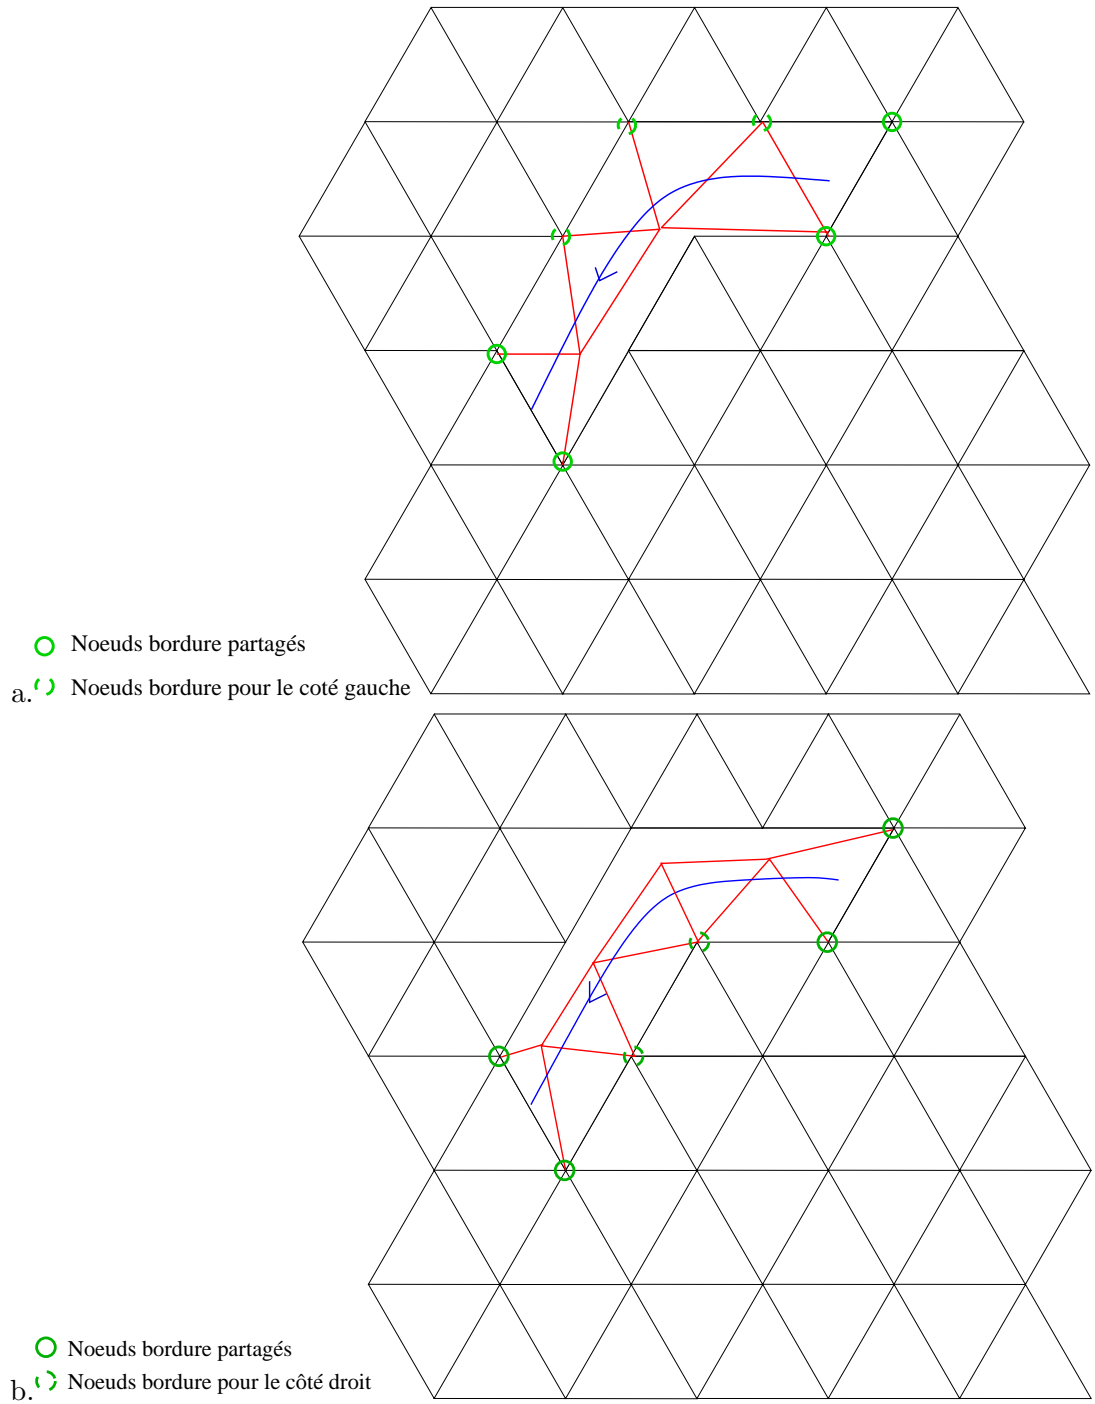 Noeuds bordure partagés
a. Noeuds bordure pour le coté gauche
Noeuds bordure partagés
b. Noeuds bordure pour le côté droit